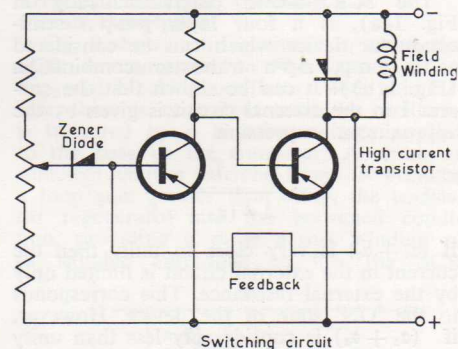 −
Field
Winding
Zener
Diode
High current
transistor
Feedback
+
Switching circuit